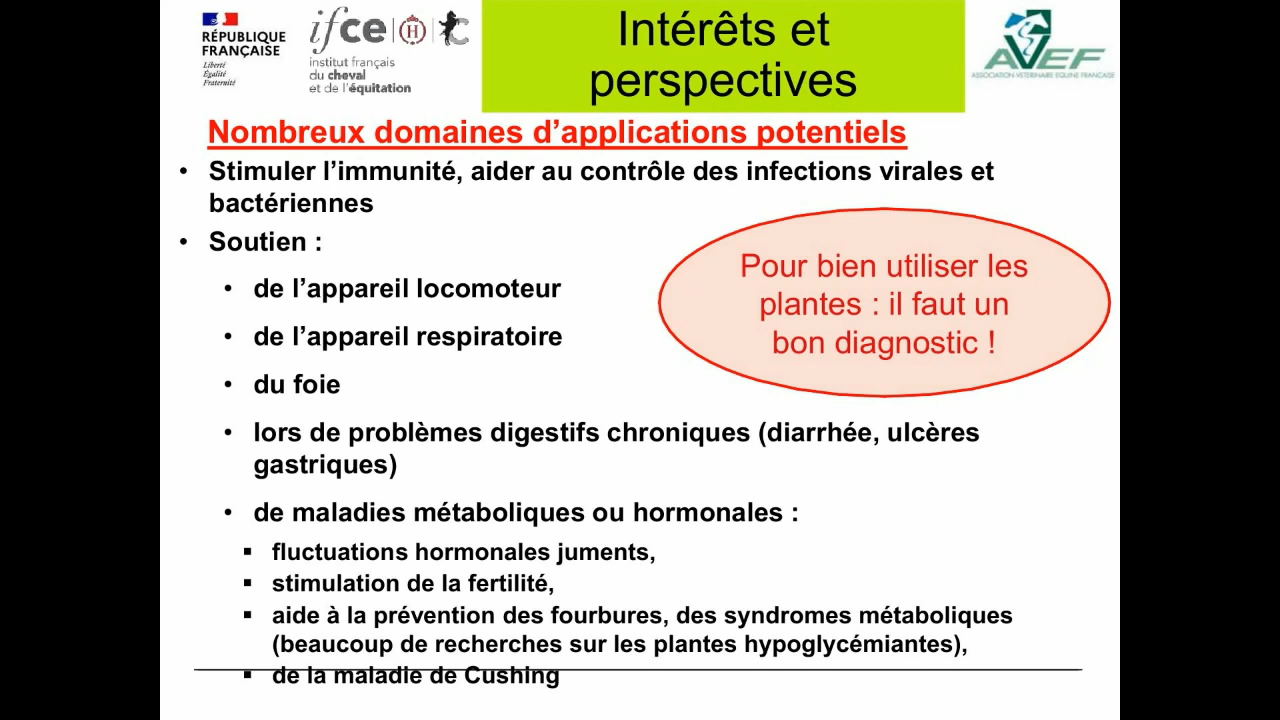 RÉPUBLIQUE
FRANÇAISE
Liberté
Égalité
Fraternité
ifce
H
institut français
du cheval
et de l'équitation
Intérêts et
perspectives
AVEF
ASSOCIATION VÉTÉRINAIRE ÉQUINE FRANÇAISE
Nombreux domaines d’applications potentiels
• Stimuler l’immunité, aider au contrôle des infections virales et
bactériennes
• Soutien :
• de l’appareil locomoteur
• de l’appareil respiratoire
• du foie
• lors de problèmes digestifs chroniques (diarrhée, ulcères
gastriques)
• de maladies métaboliques ou hormonales :
▪ fluctuations hormonales juments,
▪ stimulation de la fertilité,
▪ aide à la prévention des fourbures, des syndromes métaboliques
(beaucoup de recherches sur les plantes hypoglycémiantes),
▪ de la maladie de Cushing
Pour bien utiliser les
plantes : il faut un
bon diagnostic !